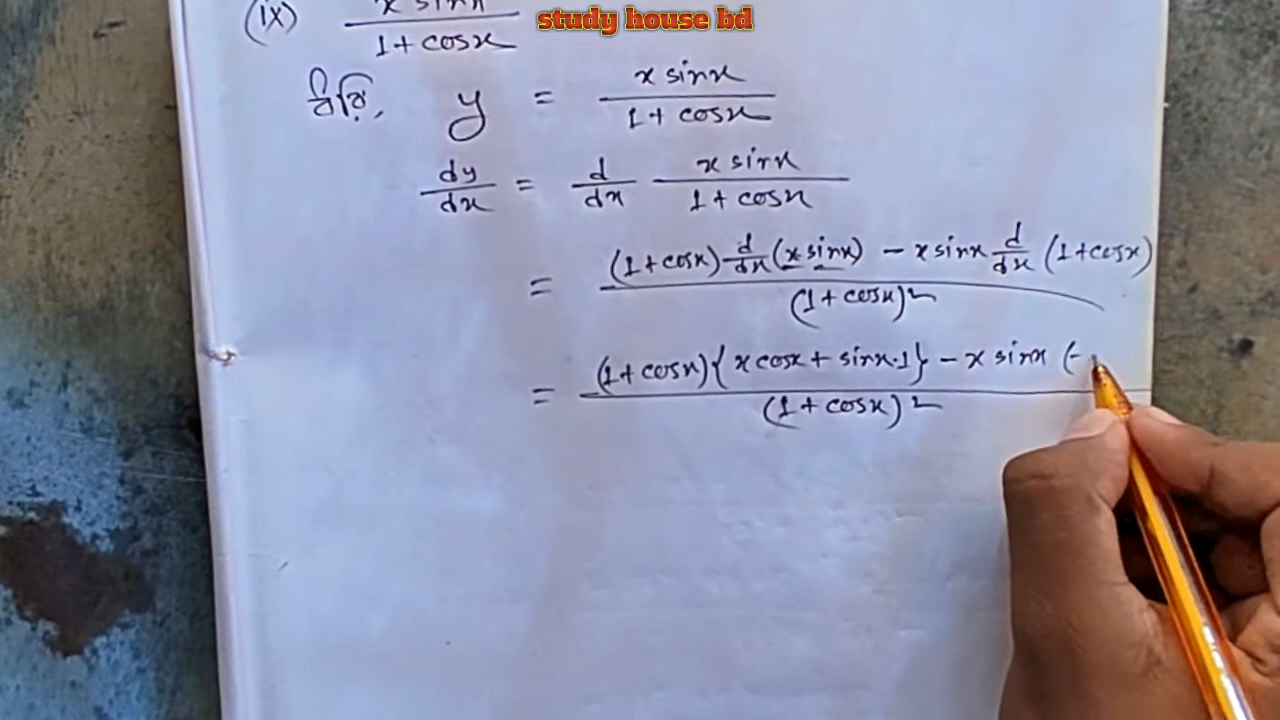 study house bd
(ix) x sinx / 1 + cosx
ধরি, y = x sinx / 1 + cosx
dy/dx = d/dx x sinx / 1 + cosx
= (1 + cosx) d/dx (x sinx) - x sinx d/dx (1 + cosx) / (1 + cosx)²
= (1 + cosx) { x cosx + sinx.1 } - x sinx (- / (1 + cosx)²